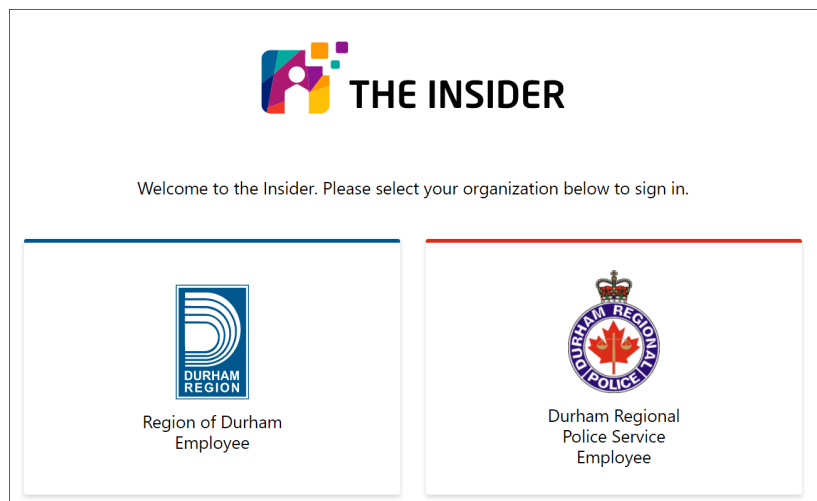 THE INSIDER
Welcome to the Insider. Please select your organization below to sign in.
DURHAM
REGION
Region of Durham
Employee
DURHAM REGIONAL
POLICE
Durham Regional
Police Service
Employee